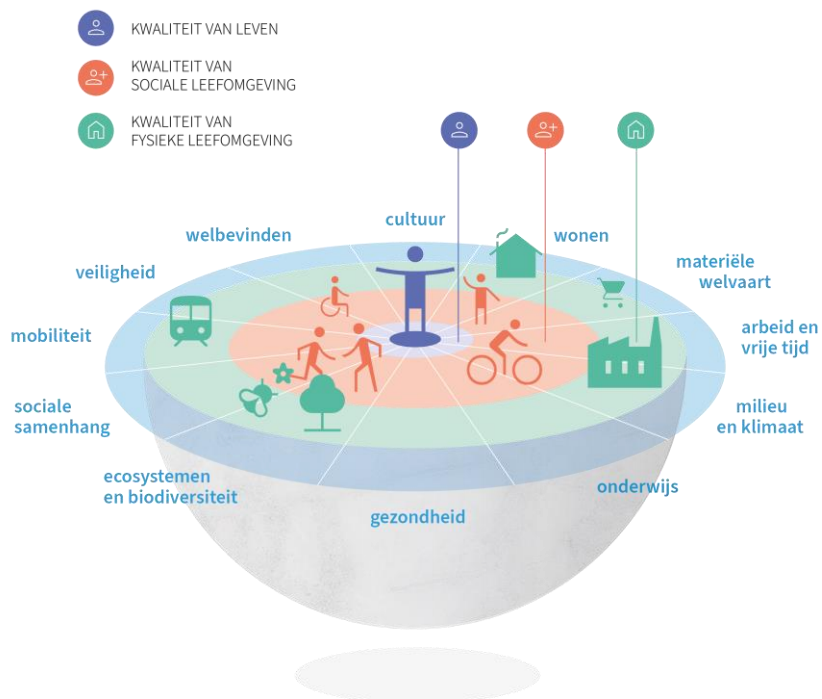 KWALITEIT VAN LEVEN
KWALITEIT VAN
SOCIALE LEEFOMGEVING
KWALITEIT VAN
FYSIEKE LEEFOMGEVING
cultuur
welbevinden
wonen
veiligheid
materiële
welvaart
mobiliteit
arbeid en
vrije tijd
sociale
samenhang
milieu
en klimaat
ecosystemen
en biodiversiteit
onderwijs
gezondheid